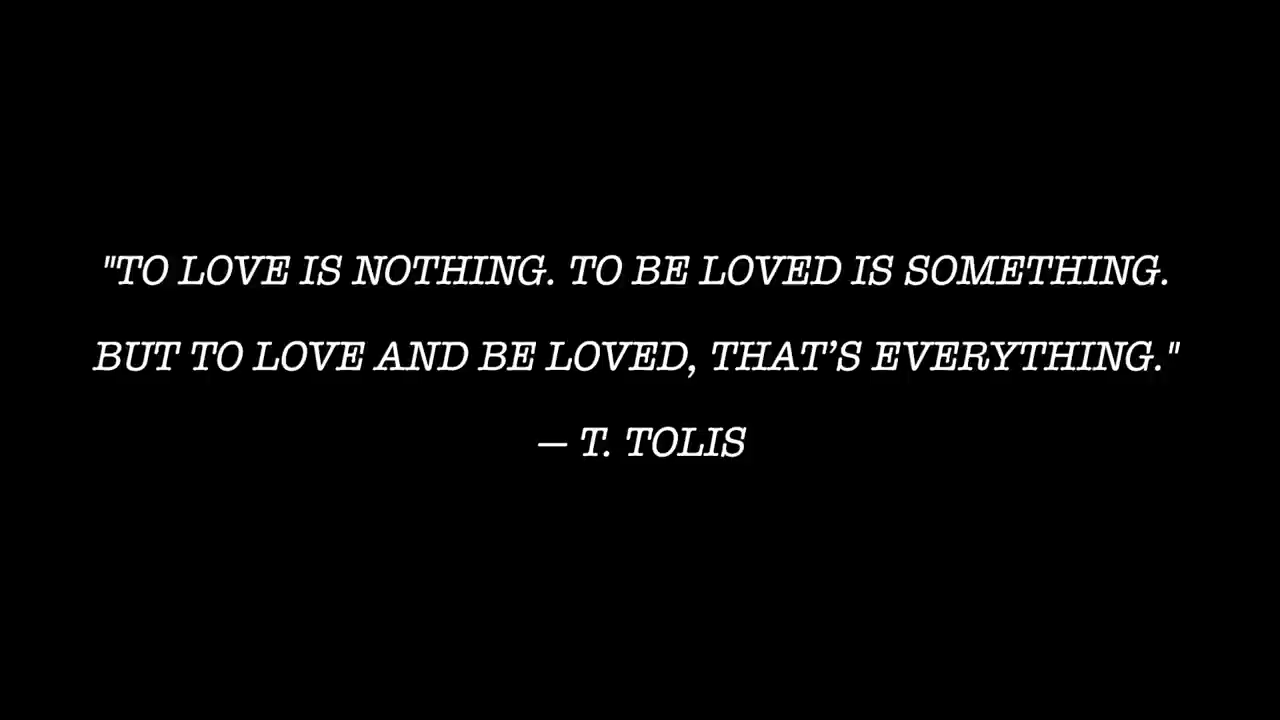 "TO LOVE IS NOTHING. TO BE LOVED IS SOMETHING.
BUT TO LOVE AND BE LOVED, THAT’S EVERYTHING."
— T. TOLIS